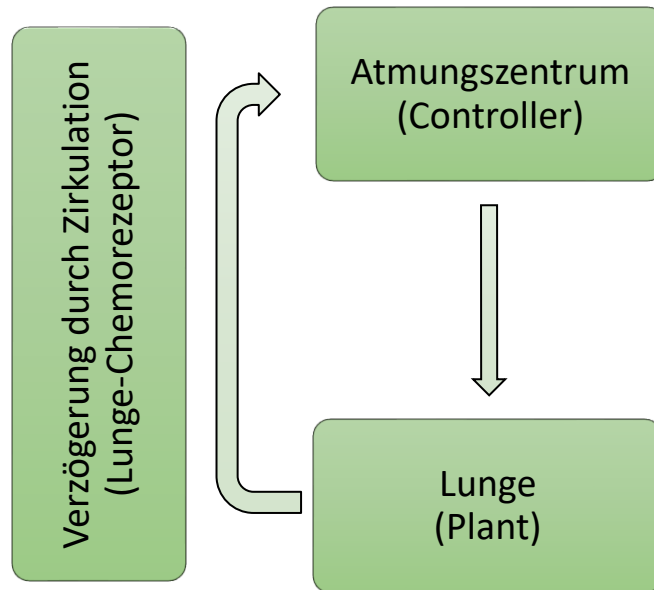 Verzögerung durch Zirkulation
(Lunge-Chemorezeptor)
Atmungszentrum
(Controller)
Lunge
(Plant)